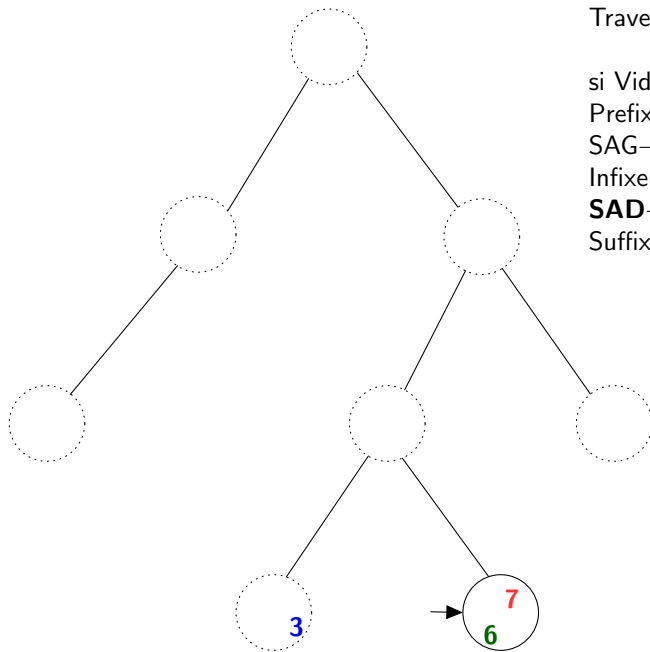 Trave
si Vid
Prefix
SAG–
Infixe
SAD-
Suffix
7
3
6